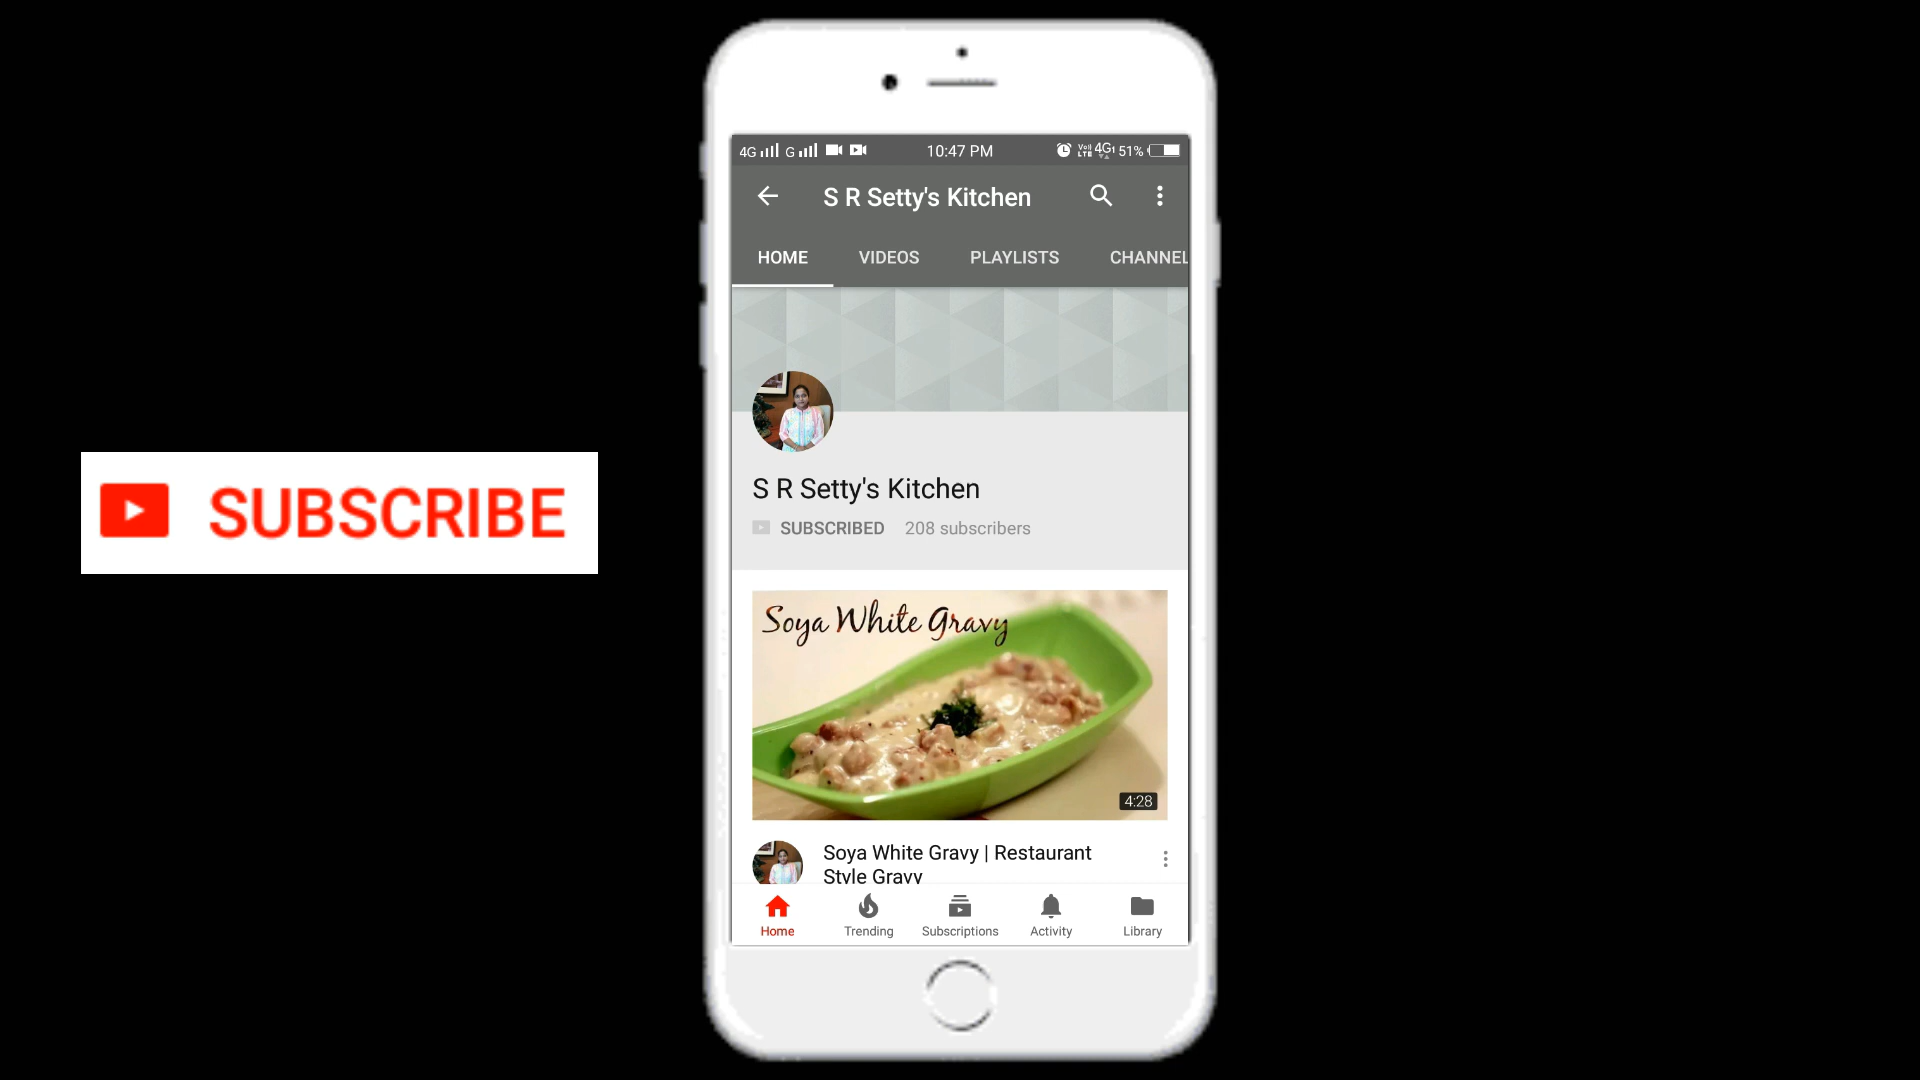 4G G 10:47 PM 4G 51%
S R Setty's Kitchen
HOME VIDEOS PLAYLISTS CHANNEL
SUBSCRIBE
S R Setty's Kitchen
SUBSCRIBED 208 subscribers
Soya White Gravy
4:28
Soya White Gravy | Restaurant
Style Gravy
Home Trending Subscriptions Activity Library